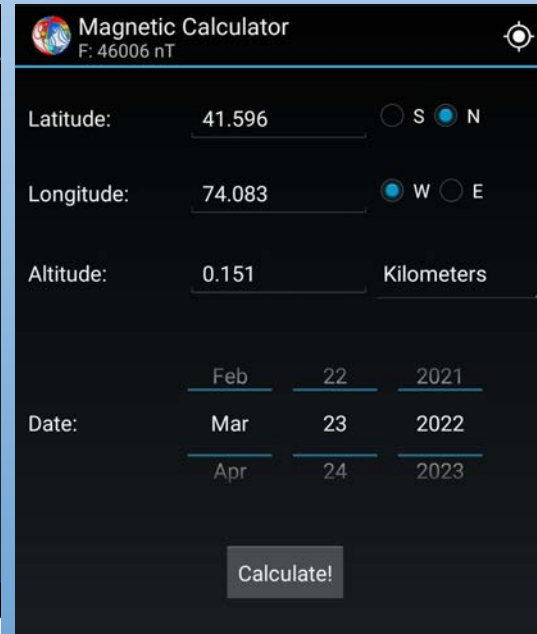 Magnetic Calculator
F: 46006 nT
Latitude: 41.596 S N
Longitude: 74.083 W E
Altitude: 0.151 Kilometers
Feb 22 2021
Date: Mar 23 2022
Apr 24 2023
Calculate!